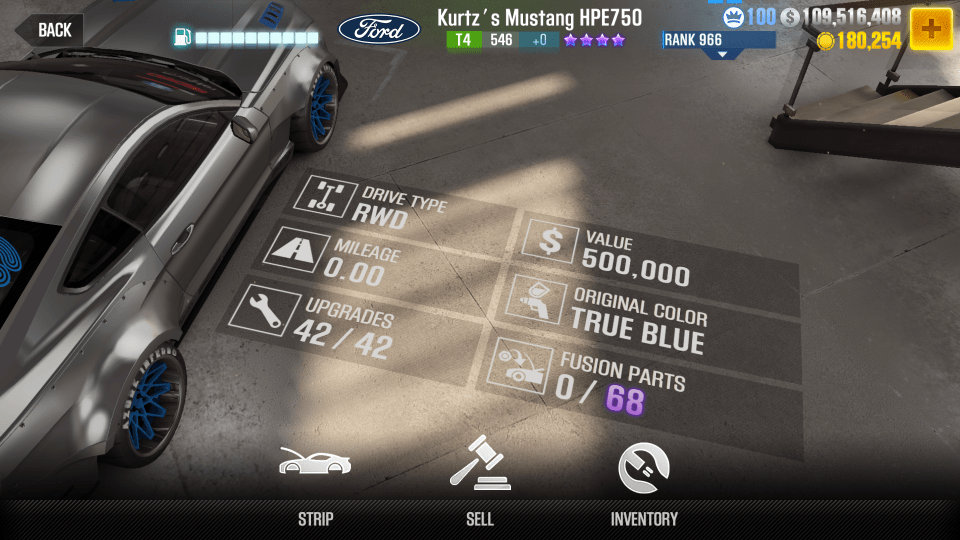 BACK
Ford
Kurtz´s Mustang HPE750
T4 546 +0
100 109,516,408
RANK 966
180,254
DRIVE TYPE
RWD
MILEAGE
0.00
UPGRADES
42/42
VALUE
500,000
ORIGINAL COLOR
TRUE BLUE
FUSION PARTS
0/68
STRIP
SELL
INVENTORY